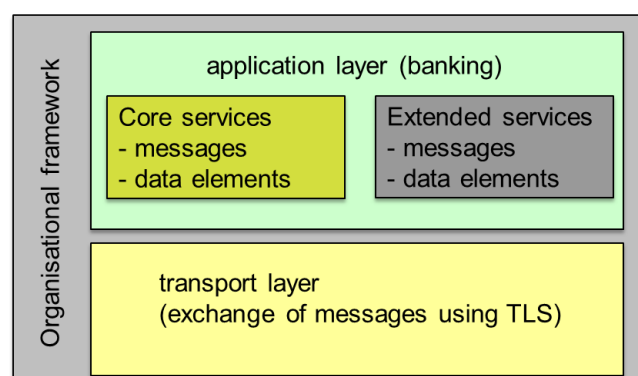 Organisational framework
application layer (banking)
Core services
- messages
- data elements
Extended services
- messages
- data elements
transport layer
(exchange of messages using TLS)